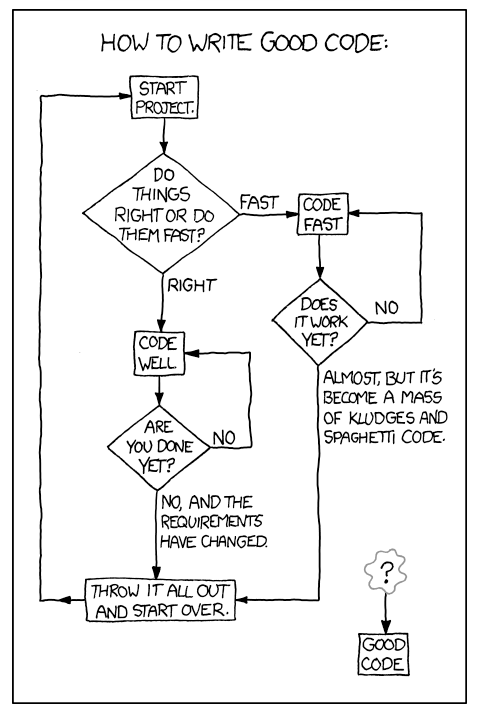 HOW TO WRITE GOOD CODE:
START
PROJECT.
DO
THINGS
RIGHT OR DO
THEM FAST?
FAST
CODE
FAST
RIGHT
DOES
IT WORK
YET?
NO
CODE
WELL
ALMOST, BUT IT'S
BECOME A MASS
OF KLUDGES AND
SPAGHETTI CODE.
ARE
YOU DONE
YET?
NO
NO, AND THE
REQUIREMENTS
HAVE CHANGED.
THROW IT ALL OUT
AND START OVER.
?
GOOD
CODE